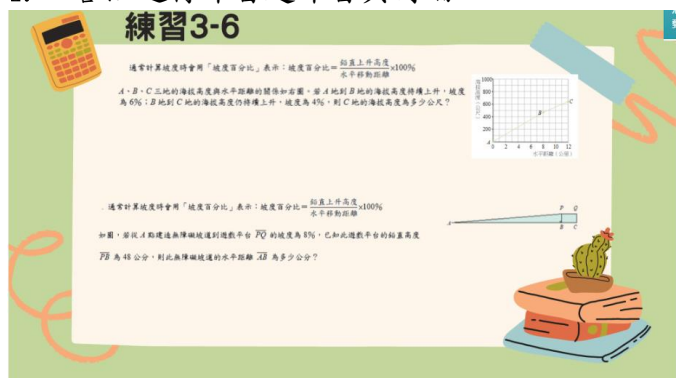 練習3-6
通常計算坡度時會用「坡度百分比」表示:坡度百分比=鉛直上升高度/水平移動距離×100%
A、B、C三地的海拔高度與水平距離的關係如右圖,若A地到B地的海拔高度持續上升,坡度
為6%;B地到C地的海拔高度仍持續上升,坡度為4%,則C地的海拔高度為多少公尺?
1000
800
600
400
200
A
B
C
0 2 4 6 8 10 12
水平距離(公里)
通常計算坡度時會用「坡度百分比」表示:坡度百分比=鉛直上升高度/水平移動距離×100%
P Q
A
B C
如圖,若從A點建造無障礙坡道到遊戲平台PQ的坡度為8%,已知此遊戲平台的鉛直高度
PB為48公分,則此無障礙坡道的水平距離AB為多少公分?